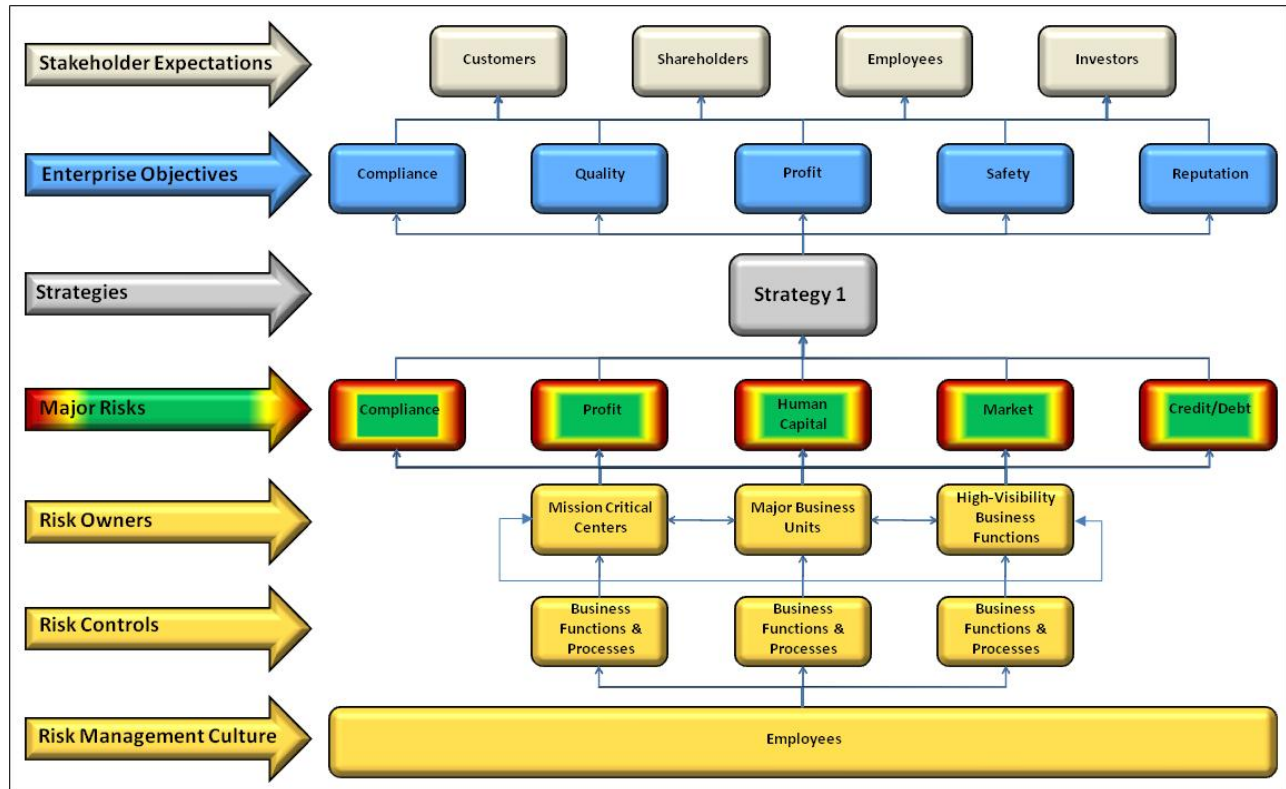 Stakeholder Expectations
Customers
Shareholders
Employees
Investors
Enterprise Objectives
Compliance
Quality
Profit
Safety
Reputation
Strategies
Strategy 1
Major Risks
Compliance
Profit
Human
Capital
Market
Credit/Debt
Risk Owners
Mission Critical
Centers
Major Business
Units
High-Visibility
Business
Functions
Risk Controls
Business
Functions &
Processes
Business
Functions &
Processes
Business
Functions &
Processes
Risk Management Culture
Employees